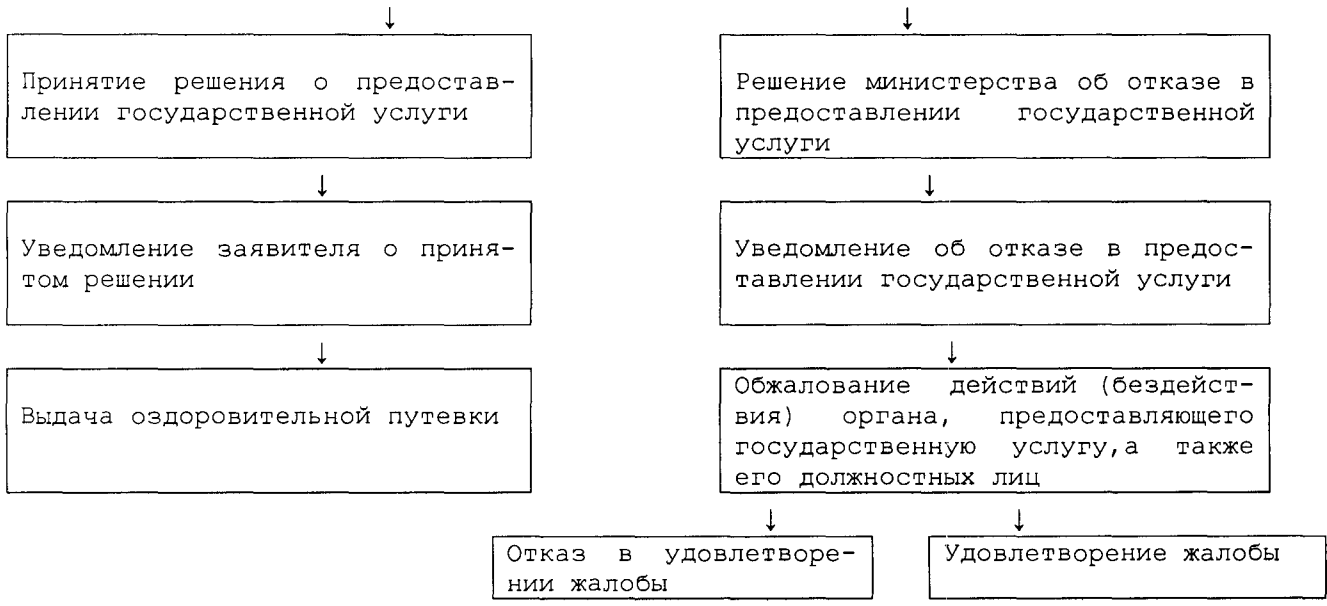 Принятие решения о предостав-
лении государственной услуги
Решение министерства об отказе в
предоставлении государственной
услуги
Уведомление заявителя о приня-
том решении
Уведомление об отказе в предос-
тавлении государственной услуги
Выдача оздоровительной путевки
Обжалование действий (бездейст-
вия) органа, предоставляющего
государственную услугу,а также
его должностных лиц
Отказ в удовлетворе-
нии жалобы
Удовлетворение жалобы